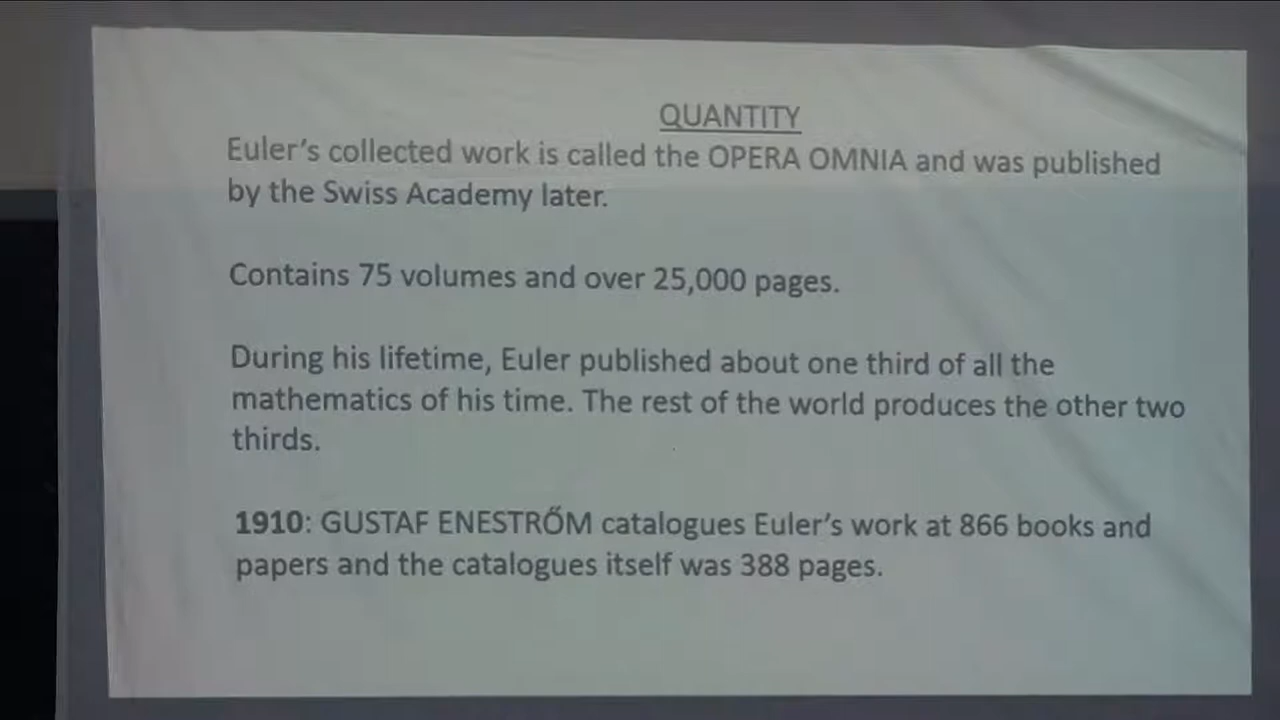 QUANTITY
Euler’s collected work is called the OPERA OMNIA and was published
by the Swiss Academy later.
Contains 75 volumes and over 25,000 pages.
During his lifetime, Euler published about one third of all the
mathematics of his time. The rest of the world produces the other two
thirds.
1910: GUSTAF ENESTRŐM catalogues Euler’s work at 866 books and
papers and the catalogues itself was 388 pages.